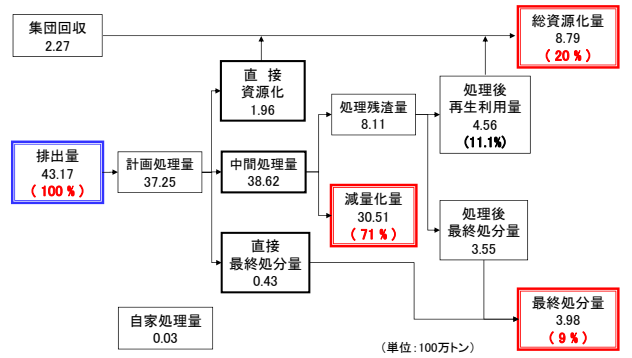 集団回収
2.27
総資源化量
8.79
(20%)
直 接
資源化
1.96
処理残渣量
8.11
処理後
再生利用量
4.56
(11.1%)
排出量
43.17
(100%)
計画処理量
37.25
中間処理量
38.62
減量化量
30.51
(71%)
処理後
最終処分量
3.55
直接
最終処分量
0.43
自家処理量
0.03
最終処分量
3.98
(9%)
(単位:100万トン)